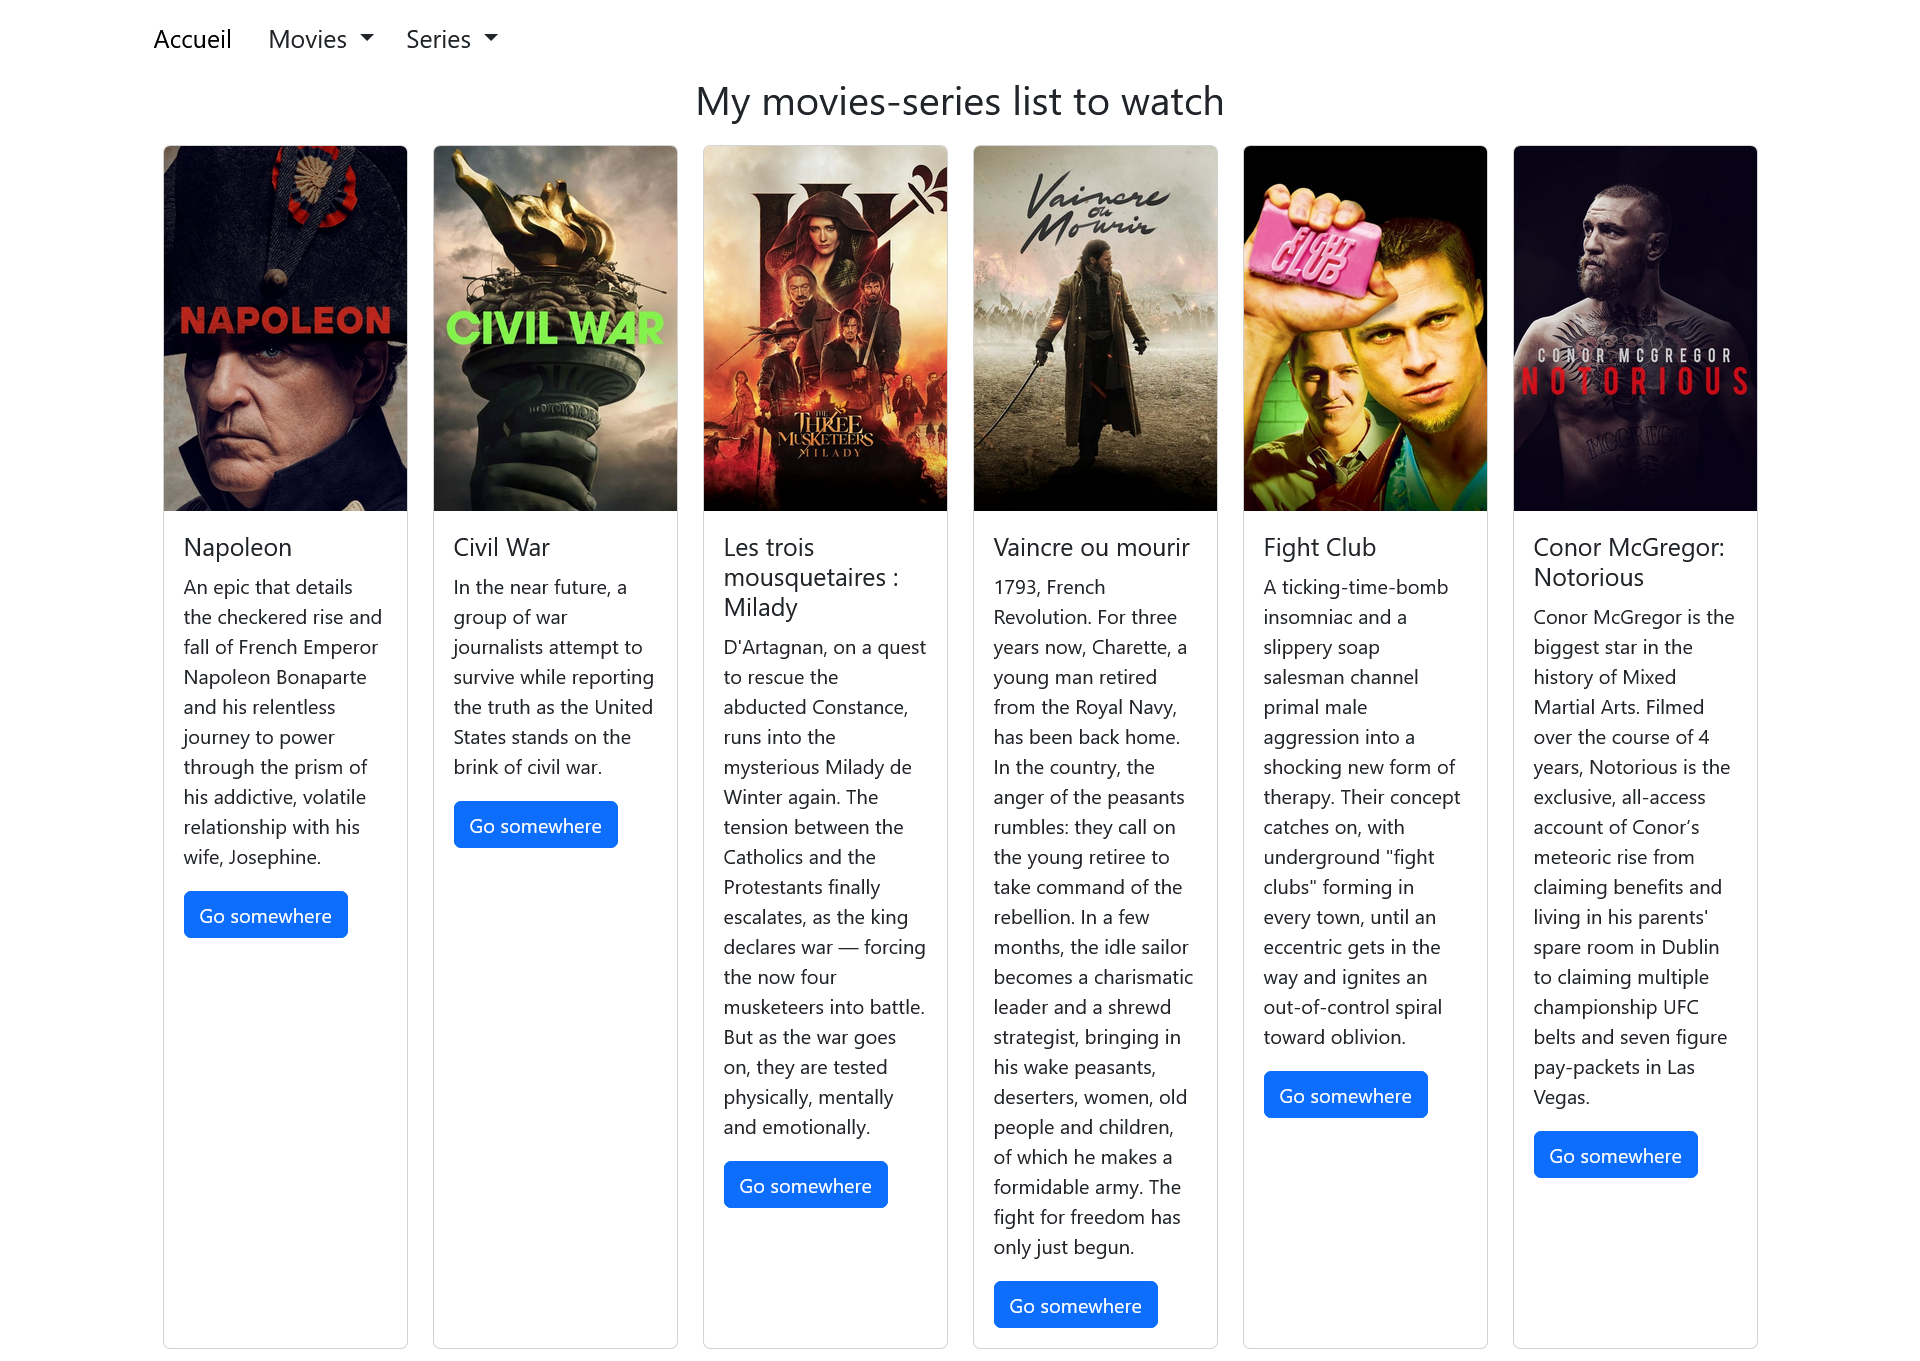 Accueil Movies Series
My movies-series list to watch
NAPOLEON
Napoleon
An epic that details
the checkered rise and
fall of French Emperor
Napoleon Bonaparte
and his relentless
journey to power
through the prism of
his addictive, volatile
relationship with his
wife, Josephine.
Go somewhere
CIVIL WAR
Civil War
In the near future, a
group of war
journalists attempt to
survive while reporting
the truth as the United
States stands on the
brink of civil war.
Go somewhere
THE
THREE
MUSKETEERS
MILADY
Les trois
mousquetaires :
Milady
D'Artagnan, on a quest
to rescue the
abducted Constance,
runs into the
mysterious Milady de
Winter again. The
tension between the
Catholics and the
Protestants finally
escalates, as the king
declares war — forcing
the now four
musketeers into battle.
But as the war goes
on, they are tested
physically, mentally
and emotionally.
Go somewhere
Vaincre
ou
Mourir
Vaincre ou mourir
1793, French
Revolution. For three
years now, Charette, a
young man retired
from the Royal Navy,
has been back home.
In the country, the
anger of the peasants
rumbles: they call on
the young retiree to
take command of the
rebellion. In a few
months, the idle sailor
becomes a charismatic
leader and a shrewd
strategist, bringing in
his wake peasants,
deserters, women, old
people and children,
of which he makes a
formidable army. The
fight for freedom has
only just begun.
Go somewhere
FIGHT
CLUB
Fight Club
A ticking-time-bomb
insomniac and a
slippery soap
salesman channel
primal male
aggression into a
shocking new form of
therapy. Their concept
catches on, with
underground "fight
clubs" forming in
every town, until an
eccentric gets in the
way and ignites an
out-of-control spiral
toward oblivion.
Go somewhere
CONOR MCGREGOR
NOTORIOUS
MCGREGOR
Conor McGregor:
Notorious
Conor McGregor is the
biggest star in the
history of Mixed
Martial Arts. Filmed
over the course of 4
years, Notorious is the
exclusive, all-access
account of Conor’s
meteoric rise from
claiming benefits and
living in his parents'
spare room in Dublin
to claiming multiple
championship UFC
belts and seven figure
pay-packets in Las
Vegas.
Go somewhere